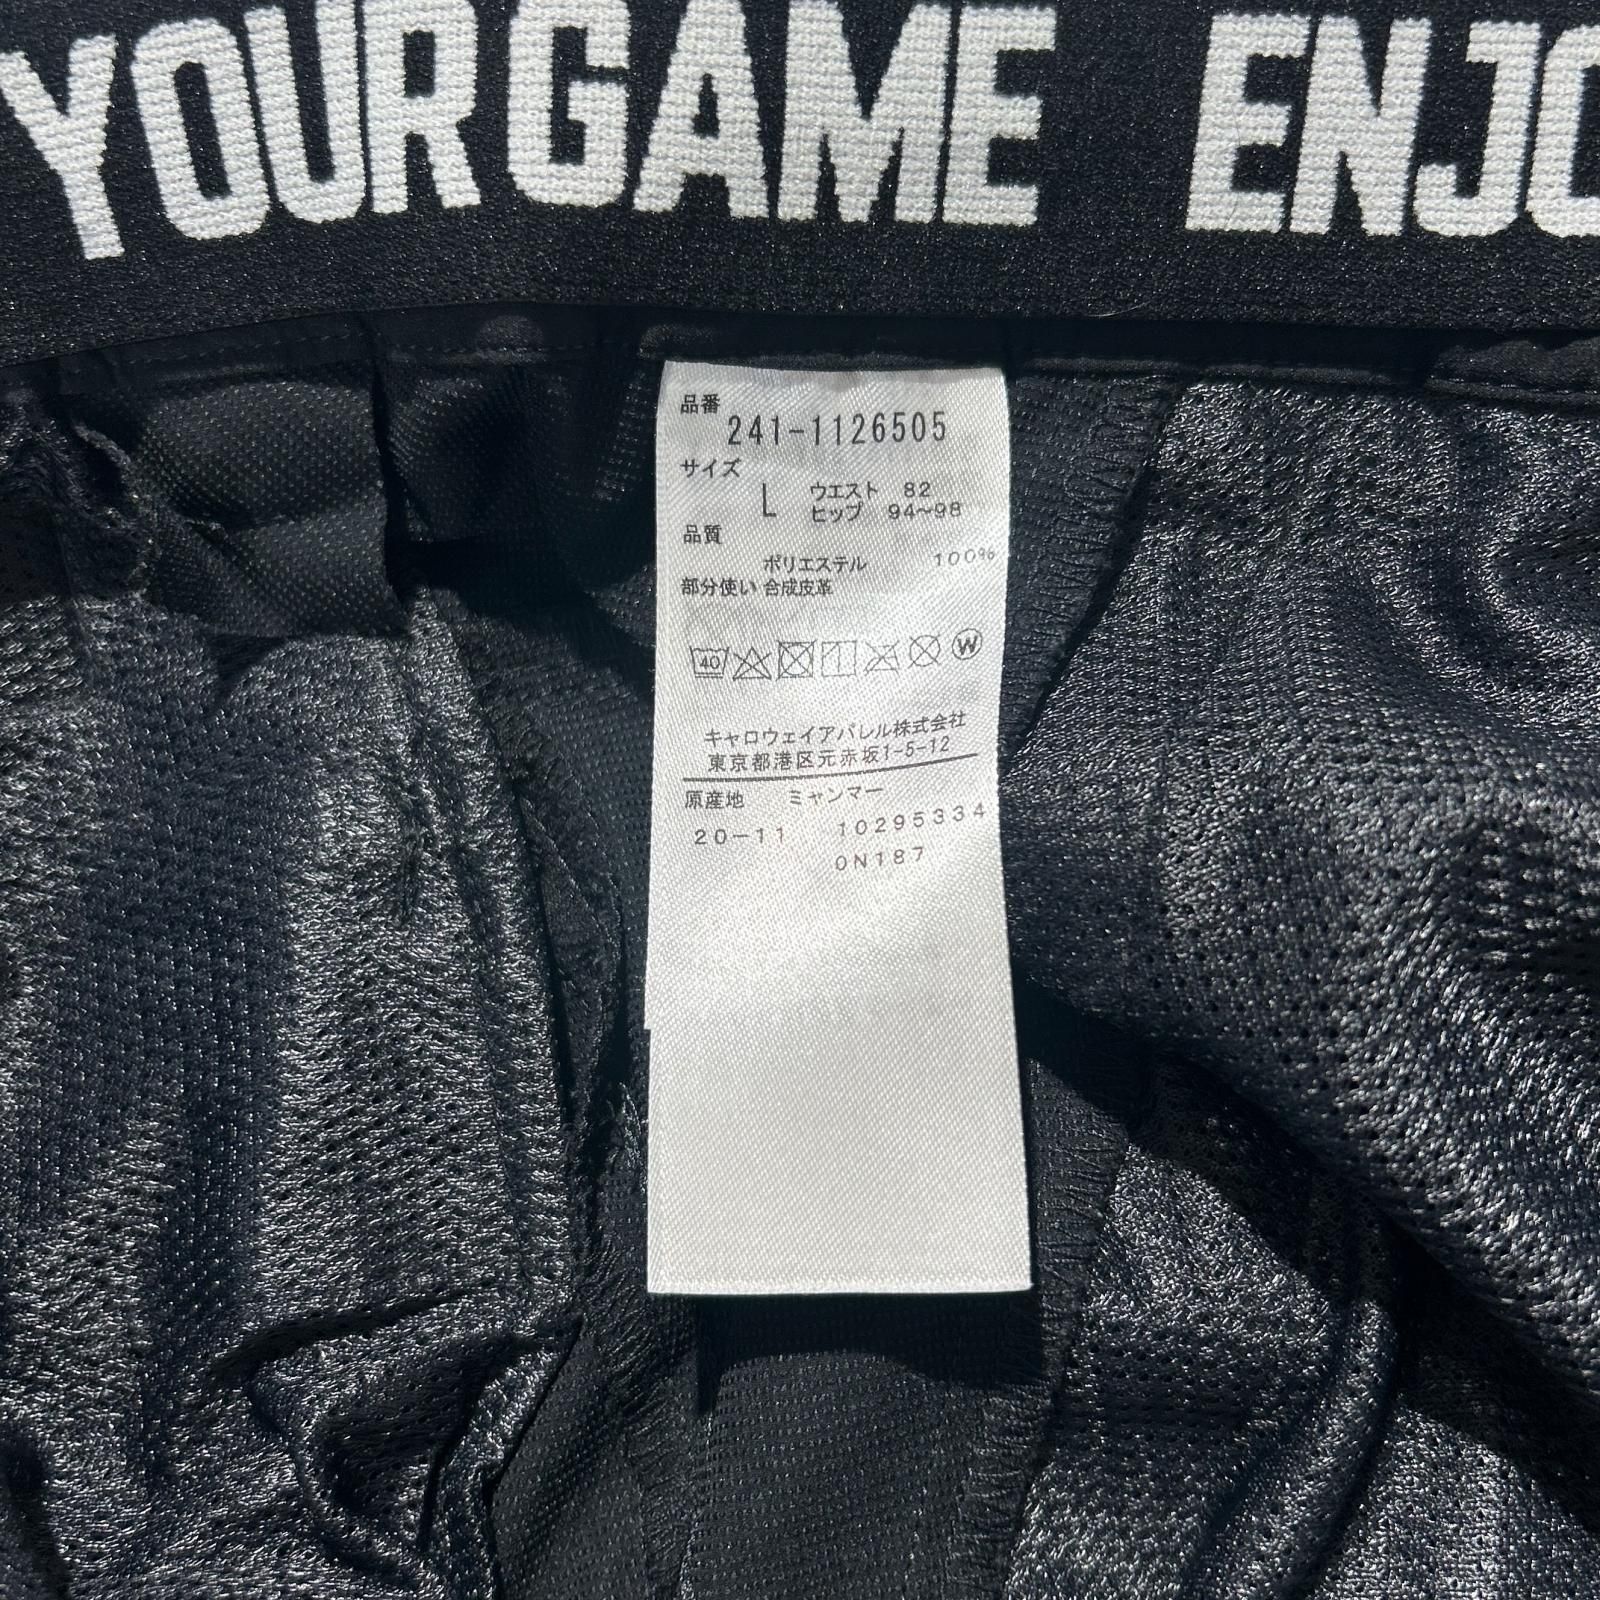 YOUR GAME ENJO
品番
241-1126505
サイズ
L ウエスト 82
ヒップ 94～98
品質
ポリエステル 100%
部分使い 合成皮革
40 W
キャロウェイアパレル株式会社
東京都港区元赤坂1-5-12
原産地 ミャンマー
20-11 10295334
0N187